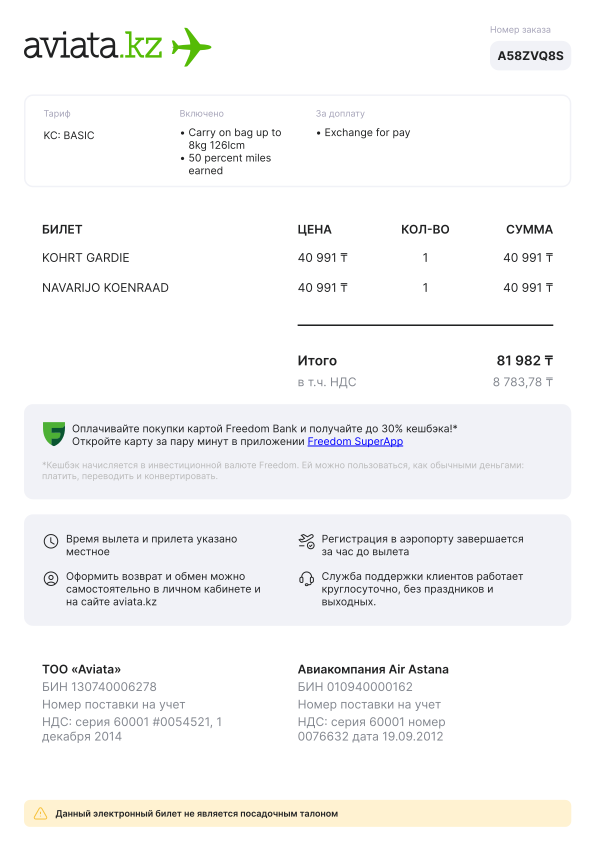 aviata.kz
Номер заказа
A58ZVQ8S
Тариф
Включено
За доплату
KC: BASIC
• Carry on bag up to
8kg 126lcm
• 50 percent miles
earned
• Exchange for pay
БИЛЕТ ЦЕНА КОЛ-ВО СУММА
KOHRT GARDIE 40 991 ₸ 1 40 991 ₸
NAVARIJO KOENRAAD 40 991 ₸ 1 40 991 ₸
Итого 81 982 ₸
в т.ч. НДС 8 783,78 ₸
Оплачивайте покупки картой Freedom Bank и получайте до 30% кешбэка!*
Откройте карту за пару минут в приложении Freedom SuperApp
*Кешбэк начисляется в инвестиционной валюте Freedom. Ей можно пользоваться, как обычными деньгами:
платить, переводить и конвертировать.
Время вылета и прилета указано
местное
Регистрация в аэропорту завершается
за час до вылета
Оформить возврат и обмен можно
самостоятельно в личном кабинете и
на сайте aviata.kz
Служба поддержки клиентов работает
круглосуточно, без праздников и
выходных.
ТОО «Aviata»
БИН 130740006278
Номер поставки на учет
НДС: серия 60001 #0054521, 1
декабря 2014
Авиакомпания Air Astana
БИН 010940000162
Номер поставки на учет
НДС: серия 60001 номер
0076632 дата 19.09.2012
Данный электронный билет не является посадочным талоном